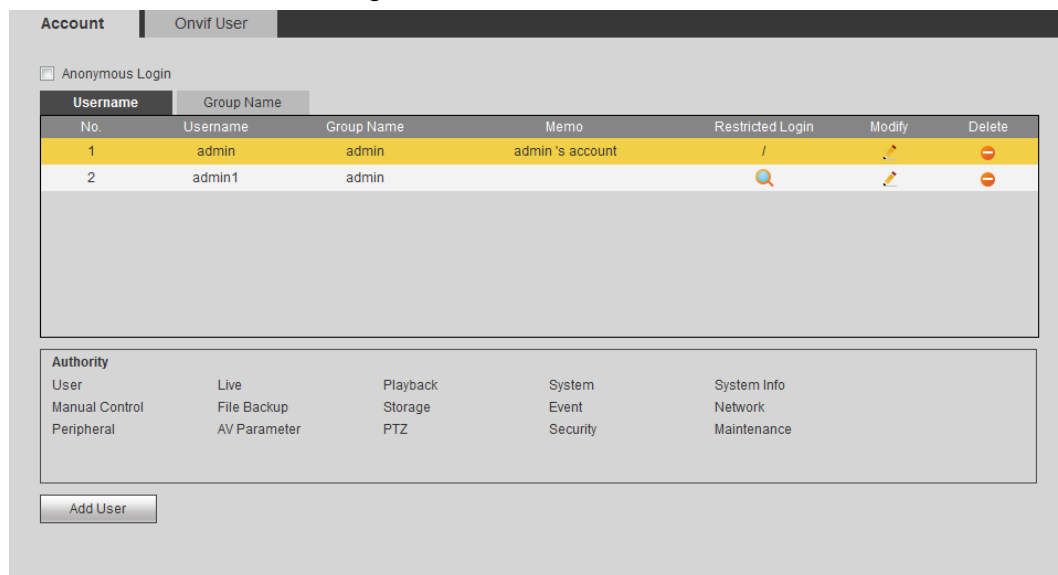 Account Onvif User
Anonymous Login
Username Group Name
No. Username Group Name Memo Restricted Login Modify Delete
1 admin admin admin 's account /
2 admin1 admin
Authority
User Live Playback System System Info
Manual Control File Backup Storage Event Network
Peripheral AV Parameter PTZ Security Maintenance
Add User